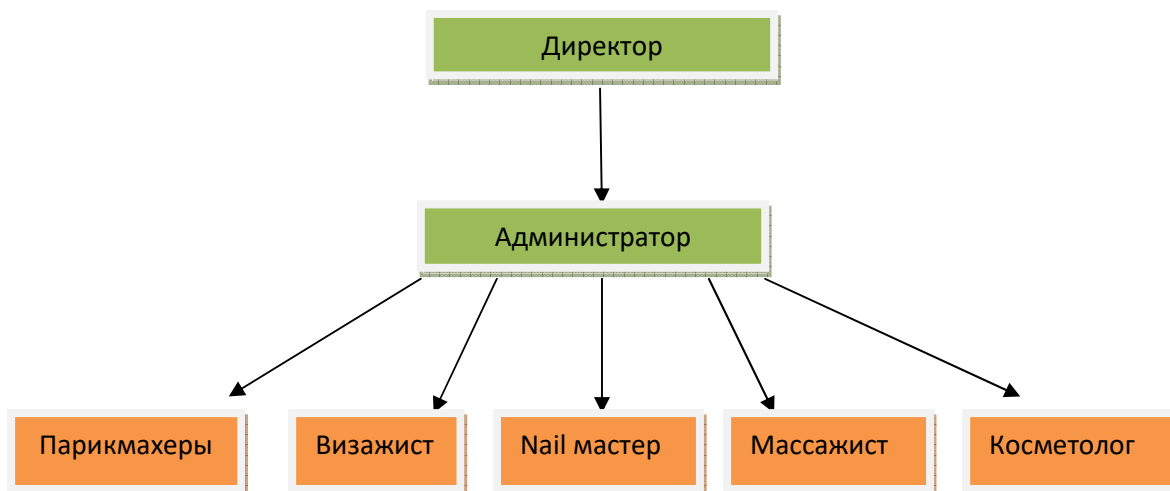 Директор
Администратор
Парикмахеры
Визажист
Nail мастер
Массажист
Косметолог